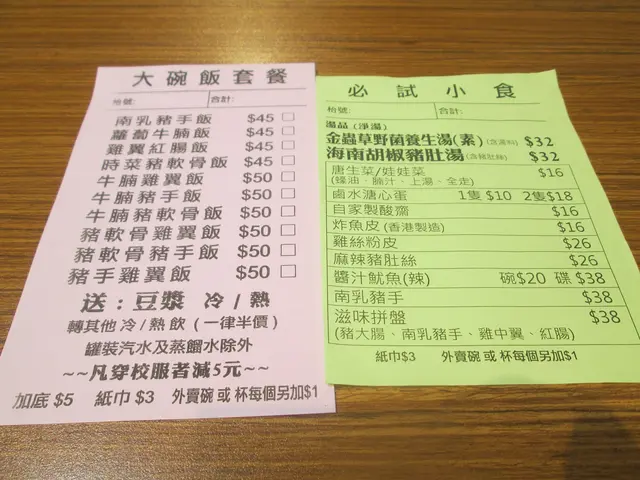 大碗飯套餐
枱號:
合計:
南乳豬手飯 $45
蘿蔔牛腩飯 $45
雞翼紅腸飯 $45
時菜豬軟骨飯 $45
牛腩雞翼飯 $50
牛腩豬手飯 $50
牛腩豬軟骨飯 $50
豬軟骨雞翼飯 $50
豬軟骨豬手飯 $50
豬手雞翼飯 $50
送：豆漿 冷/熱
轉其他 冷/熱 飲 (一律半價)
罐裝汽水及蒸餾水除外
~~凡穿校服者減5元~~
加底 $5 紙巾 $3 外賣碗 或 杯每個另加$1
必試小食
枱號:
合計:
湯品 (淨湯)
金蟲草野菌養生湯(素) (含湯料) $32
海南胡椒豬肚湯 (含豬肚絲) $32
唐生菜/娃娃菜 $16
(蠔油、腩汁、上湯、全走)
鹵水溏心蛋 1隻 $10 2隻$18
自家製酸齋 $16
炸魚皮 (香港製造) $16
雞絲粉皮 $26
麻辣豬肚絲 $26
醬汁魷魚(辣) 碗$20 碟 $38
南乳豬手 $38
滋味拼盤 $38
(豬大腸、南乳豬手、雞中翼、紅腸)
紙巾$3 外賣碗 或 杯每個另加$1